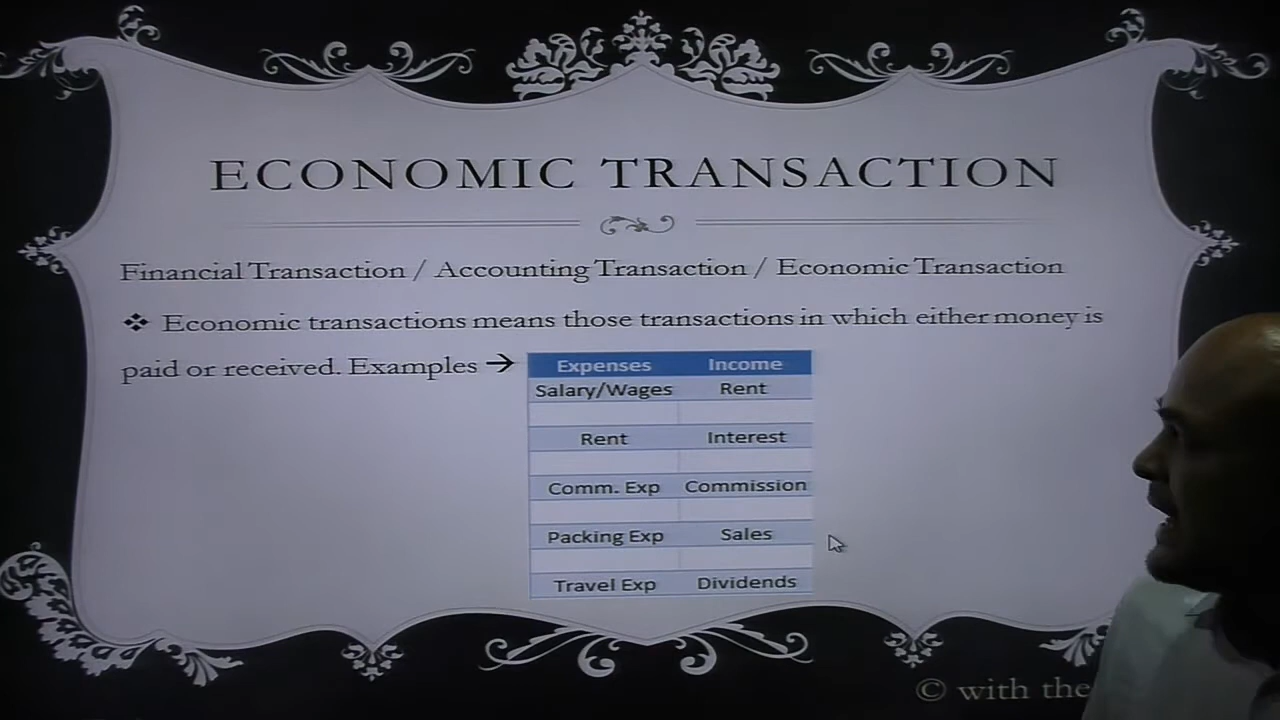 ECONOMIC TRANSACTION
Financial Transaction / Accounting Transaction / Economic Transaction
❖ Economic transactions means those transactions in which either money is
paid or received. Examples →
Expenses Income
Salary/Wages Rent
Rent Interest
Comm. Exp Commission
Packing Exp Sales
Travel Exp Dividends
© with the